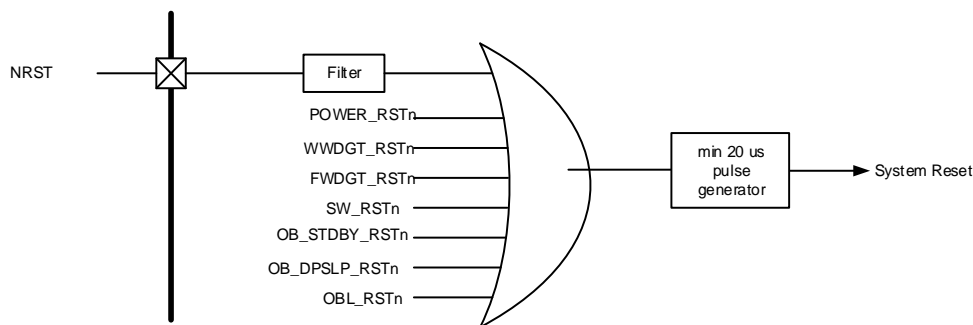 NRST
Filter
POWER_RSTn
WWDGT_RSTn
FWDGT_RSTn
SW_RSTn
OB_STDBY_RSTn
OB_DPSLP_RSTn
OBL_RSTn
min 20 us
pulse
generator
System Reset